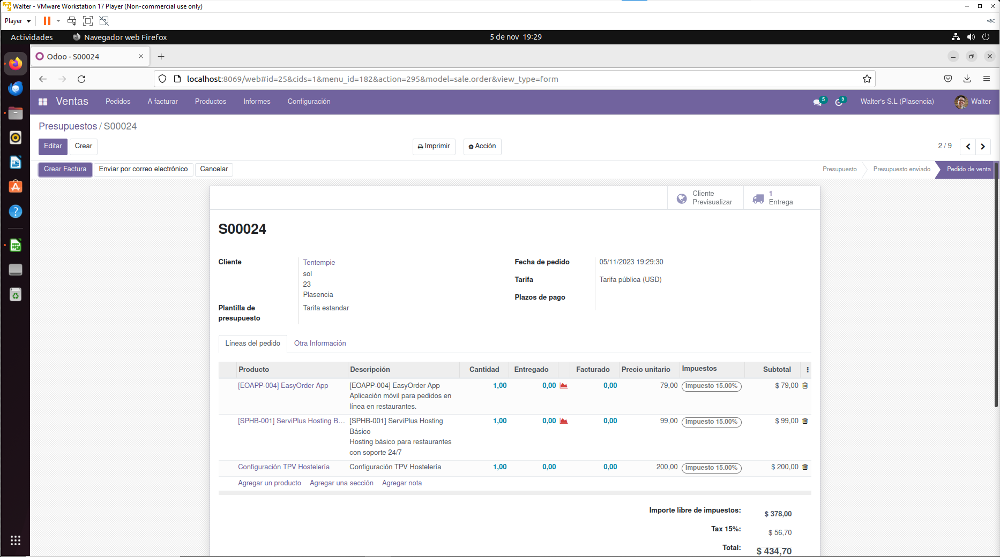 Walter - VMware Workstation 17 Player (Non-commercial use only)
Player
Actividades
Navegador web Firefox
5 de nov 19:29
Odoo - S00024
localhost:8069/web#id=25&cids=1&menu_id=182&action=295&model=sale.order&view_type=form
Ventas
Pedidos
A facturar
Productos
Informes
Configuración
5
5
Walter's S.L (Plasencia)
Walter
Presupuestos / S00024
Editar
Crear
Imprimir
Acción
2 / 9
Crear Factura
Enviar por correo electrónico
Cancelar
Presupuesto
Presupuesto enviado
Pedido de venta
Cliente
Previsualizar
1
Entrega
S00024
Cliente
Tentempie
sol
23
Plasencia
Plantilla de
presupuesto
Tarifa estandar
Fecha de pedido
05/11/2023 19:29:30
Tarifa
Tarifa pública (USD)
Plazos de pago
Líneas del pedido
Otra Información
Producto Descripción Cantidad Entregado Facturado Precio unitario Impuestos Subtotal
[EOAPP-004] EasyOrder App [EOAPP-004] EasyOrder App 1,00 0,00 0,00 79,00 Impuesto 15.00% $ 79,00
Aplicación móvil para pedidos en
línea en restaurantes.
[SPHB-001] ServiPlus Hosting B... [SPHB-001] ServiPlus Hosting 1,00 0,00 0,00 99,00 Impuesto 15.00% $ 99,00
Básico
Hosting básico para restaurantes
con soporte 24/7
Configuración TPV Hostelería Configuración TPV Hostelería 1,00 0,00 0,00 200,00 Impuesto 15.00% $ 200,00
Agregar un producto Agregar una sección Agregar nota
Importe libre de impuestos: $ 378,00
Tax 15%: $ 56,70
Total: $ 434,70